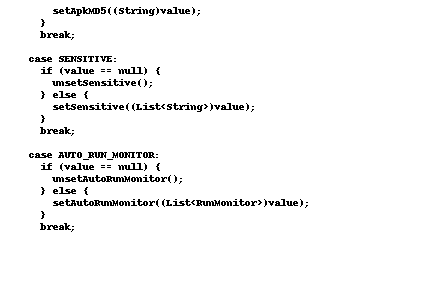 setApkMD5((String)value);
}
break;
case SENSITIVE:
if (value == null) {
unsetSensitive();
} else {
setSensitive((List<String>)value);
}
break;
case AUTO_RUN_MONITOR:
if (value == null) {
unsetAutoRunMonitor();
} else {
setAutoRunMonitor((List<RunMonitor>)value);
}
break;